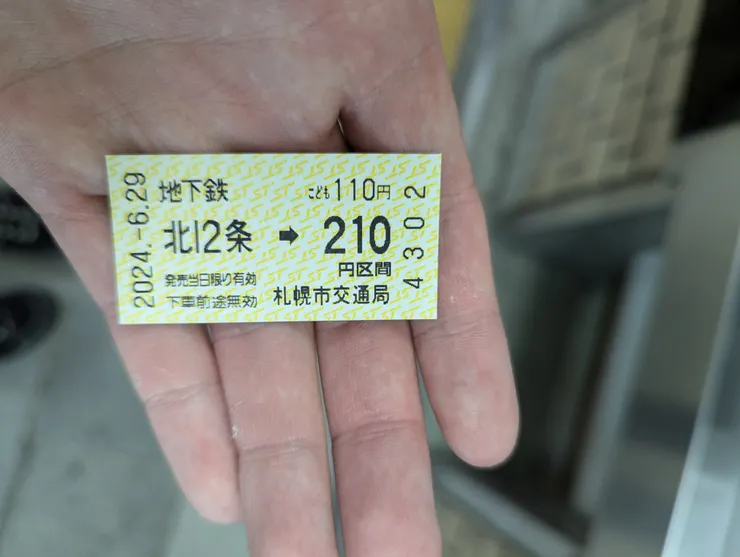 2024.-6.29
地下鉄 こども110円
北12条 ➡ 210
円区間
発売当日限り有効
下車前途無効 札幌市交通局
4302